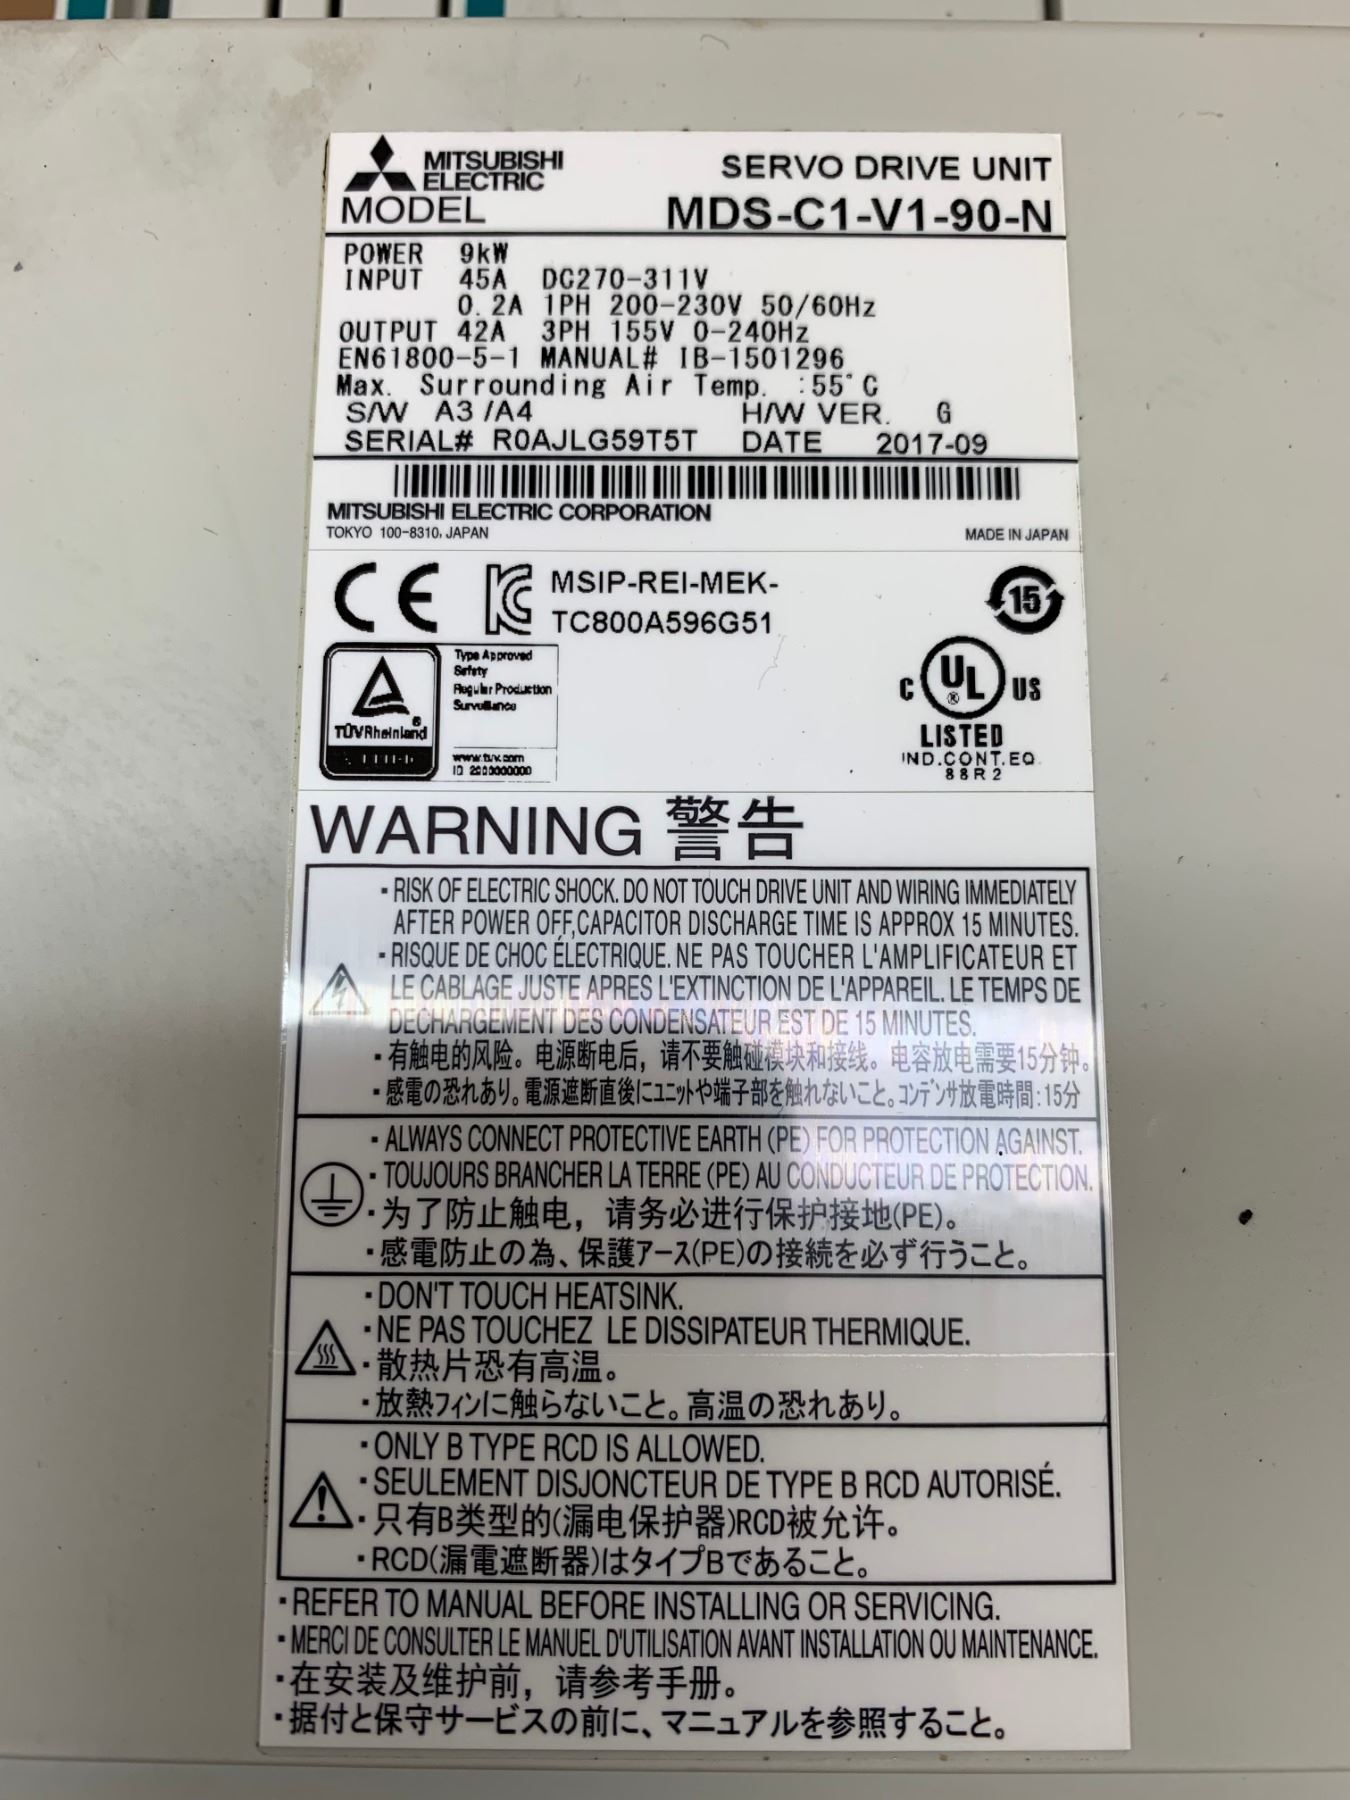 MITSUBISHI
ELECTRIC
SERVO DRIVE UNIT
MODEL MDS-C1-V1-90-N
POWER 9kW
INPUT 45A DC270-311V
0.2A 1PH 200-230V 50/60Hz
OUTPUT 42A 3PH 155V 0-240Hz
EN61800-5-1 MANUAL# IB-1501296
Max. Surrounding Air Temp. :55°C
S/W A3 /A4 H/W VER. G
SERIAL# R0AJLG59T5T DATE 2017-09
MITSUBISHI ELECTRIC CORPORATION
TOKYO 100-8310, JAPAN MADE IN JAPAN
CE KC MSIP-REI-MEK-
TC800A596G51
15
Type Approved
Safety
Regular Production
Surveillance
TÜVRheinland
www.tuv.com
ID
C UL US
®
LISTED
IND.CONT.EQ.
88R2
WARNING 警告
・RISK OF ELECTRIC SHOCK. DO NOT TOUCH DRIVE UNIT AND WIRING IMMEDIATELY
AFTER POWER OFF,CAPACITOR DISCHARGE TIME IS APPROX 15 MINUTES.
・RISQUE DE CHOC ÉLECTRIQUE. NE PAS TOUCHER L'AMPLIFICATEUR ET
LE CABLAGE JUSTE APRES L'EXTINCTION DE L'APPAREIL. LE TEMPS DE
DECHARGEMENT DES CONDENSATEUR EST DE 15 MINUTES.
・有触电的风险。电源断电后，请不要触碰模块和接线。电容放电需要15分钟。
・感電の恐れあり。電源遮断直後にユニットや端子部を触れないこと。コンデンサ放電時間:15分
・ALWAYS CONNECT PROTECTIVE EARTH (PE) FOR PROTECTION AGAINST.
・TOUJOURS BRANCHER LA TERRE (PE) AU CONDUCTEUR DE PROTECTION.
・为了防止触电，请务必进行保护接地(PE)。
・感電防止の為、保護アース(PE)の接続を必ず行うこと。
・DON'T TOUCH HEATSINK.
・NE PAS TOUCHEZ LE DISSIPATEUR THERMIQUE.
・散热片恐有高温。
・放熱フィンに触らないこと。高温の恐れあり。
・ONLY B TYPE RCD IS ALLOWED.
・SEULEMENT DISJONCTEUR DE TYPE B RCD AUTORISÉ.
・只有B类型的(漏电保护器)RCD被允许。
・RCD(漏電遮断器)はタイプBであること。
・REFER TO MANUAL BEFORE INSTALLING OR SERVICING.
・MERCI DE CONSULTER LE MANUEL D'UTILISATION AVANT INSTALLATION OU MAINTENANCE.
・在安装及维护前，请参考手册。
・据付と保守サービスの前に、マニュアルを参照すること。